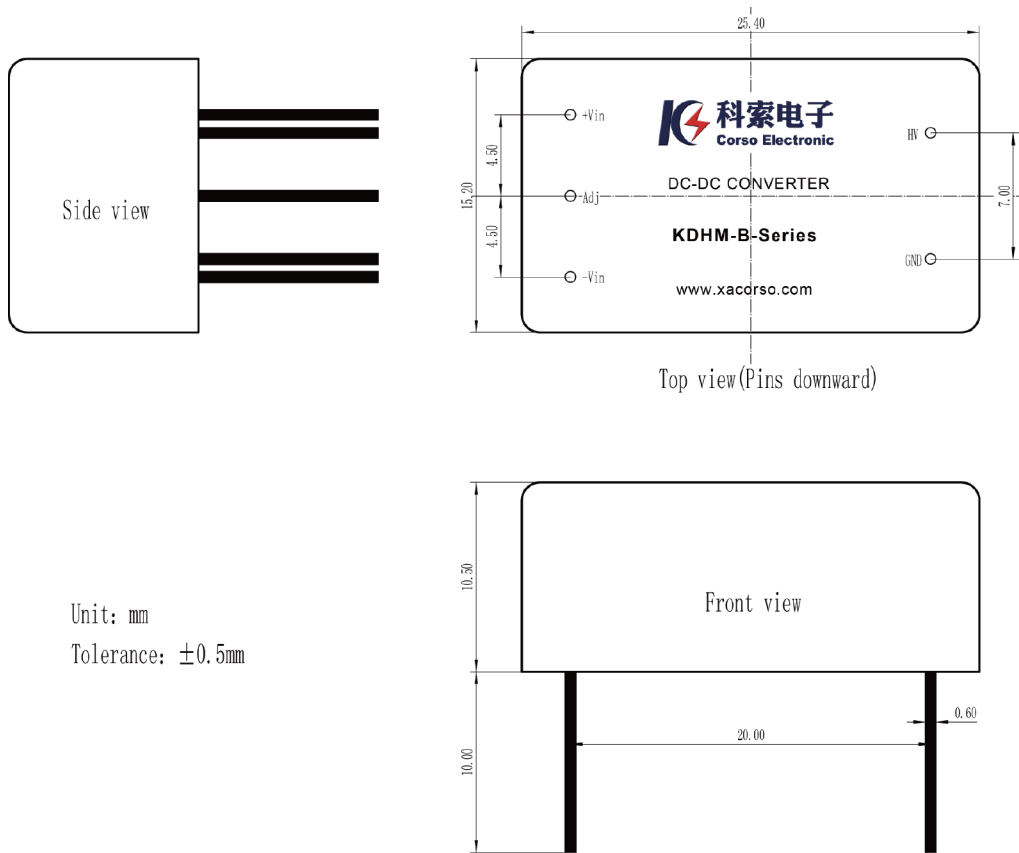 25.40
科索电子
Corso Electronic
+Vin
HV
4.50
DC-DC CONVERTER
Side view
15.20
-Adj
7.00
4.50
KDHM-B-Series
GND
-Vin
www.xacorso.com
Top view(Pins downward)
10.50
Front view
Unit: mm
Tolerance: ±0.5mm
0.60
20.00
10.00